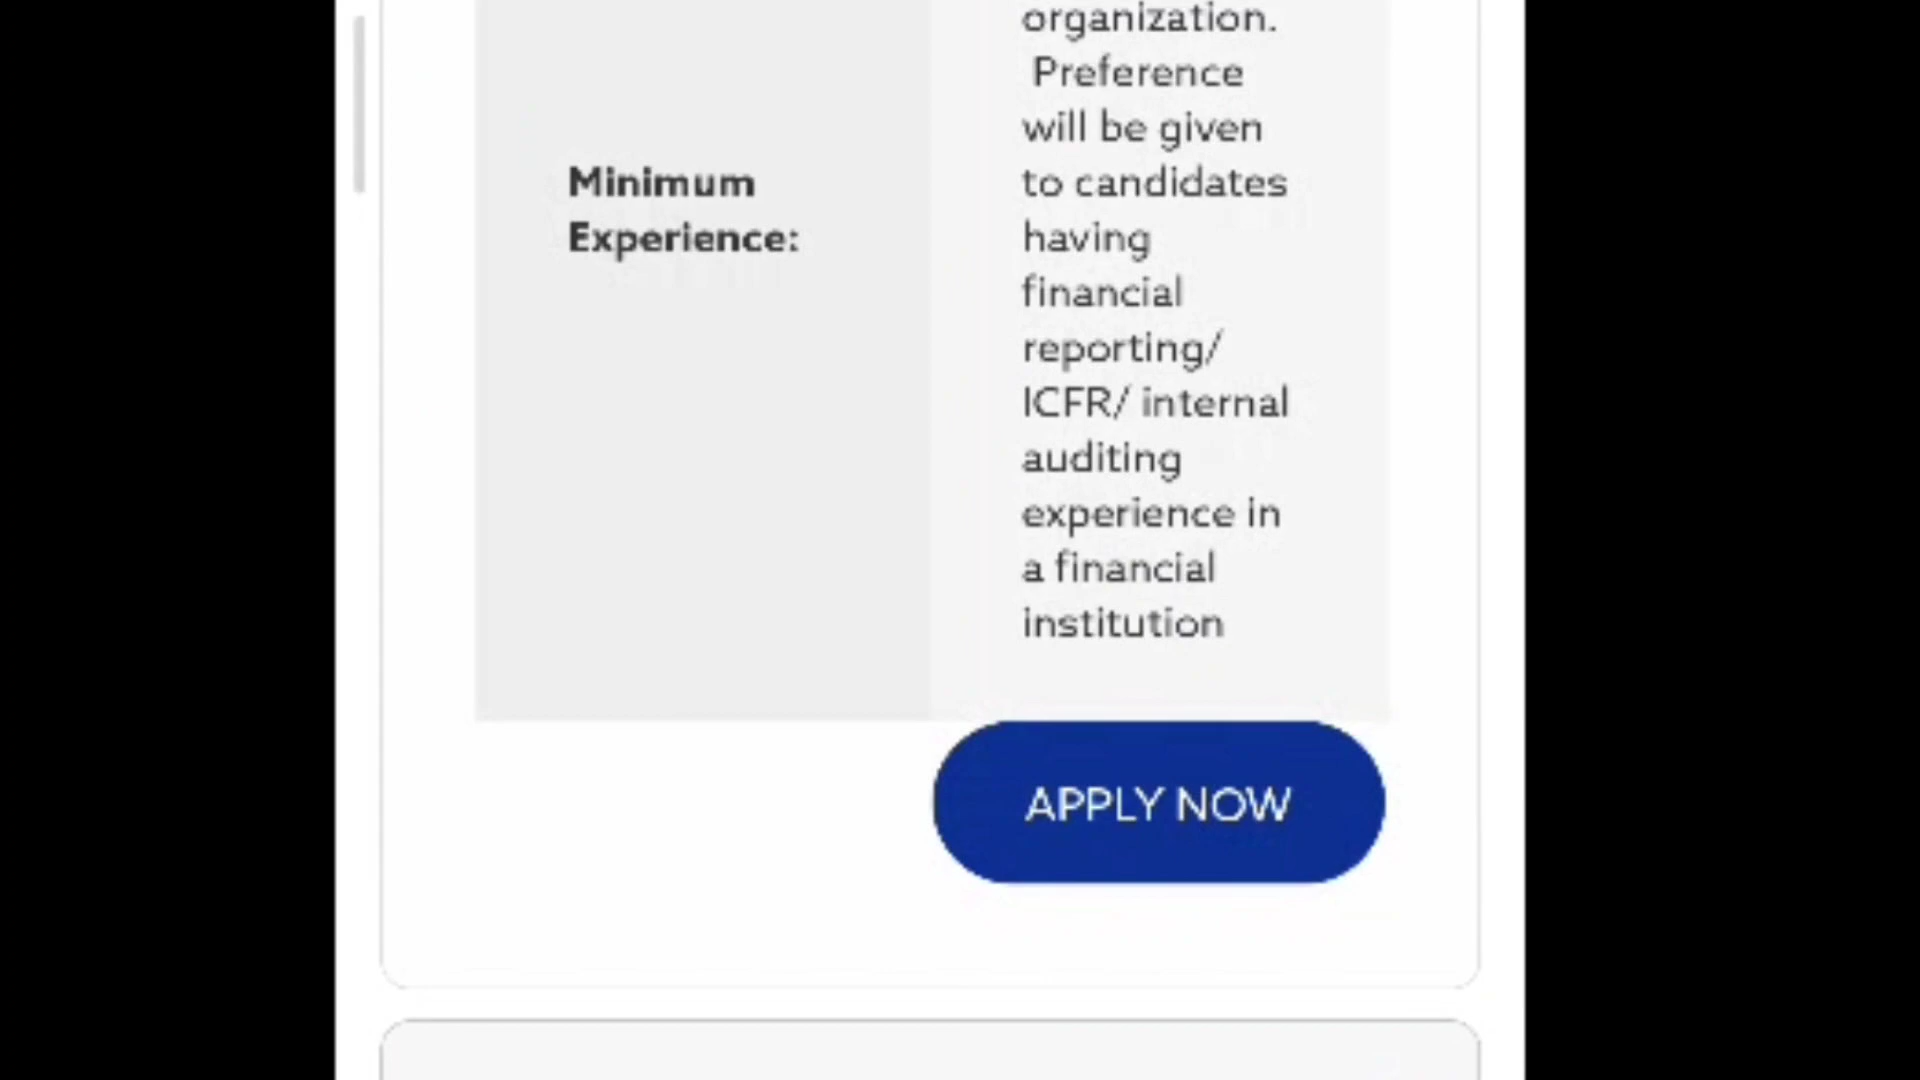 organization.
Preference
will be given
to candidates
Minimum
Experience:
having
financial
reporting/
ICFR/ internal
auditing
experience in
a financial
institution
APPLY NOW